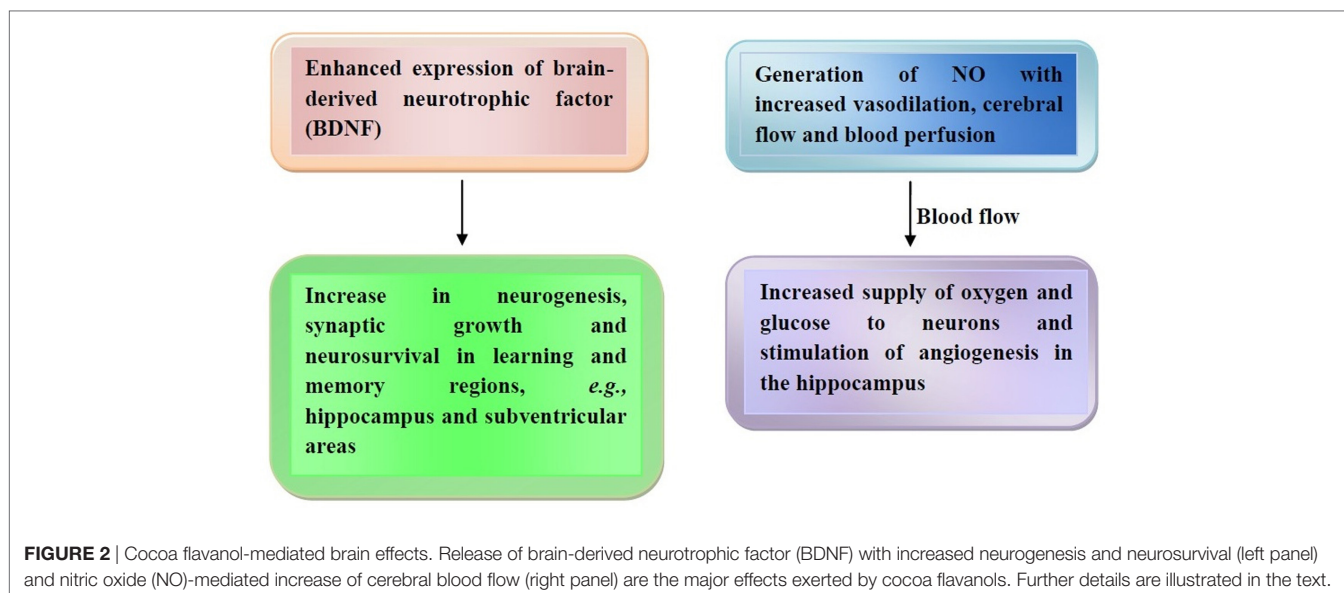 Enhanced expression of brain-
derived neurotrophic factor
(BDNF)
Increase in neurogenesis,
synaptic growth and
neurosurvival in learning and
memory regions, e.g.,
hippocampus and subventricular
areas
Generation of NO with
increased vasodilation, cerebral
flow and blood perfusion
Blood flow
Increased supply of oxygen and
glucose to neurons and
stimulation of angiogenesis in
the hippocampus
FIGURE 2 | Cocoa flavanol-mediated brain effects. Release of brain-derived neurotrophic factor (BDNF) with increased neurogenesis and neurosurvival (left panel)
and nitric oxide (NO)-mediated increase of cerebral blood flow (right panel) are the major effects exerted by cocoa flavanols. Further details are illustrated in the text.